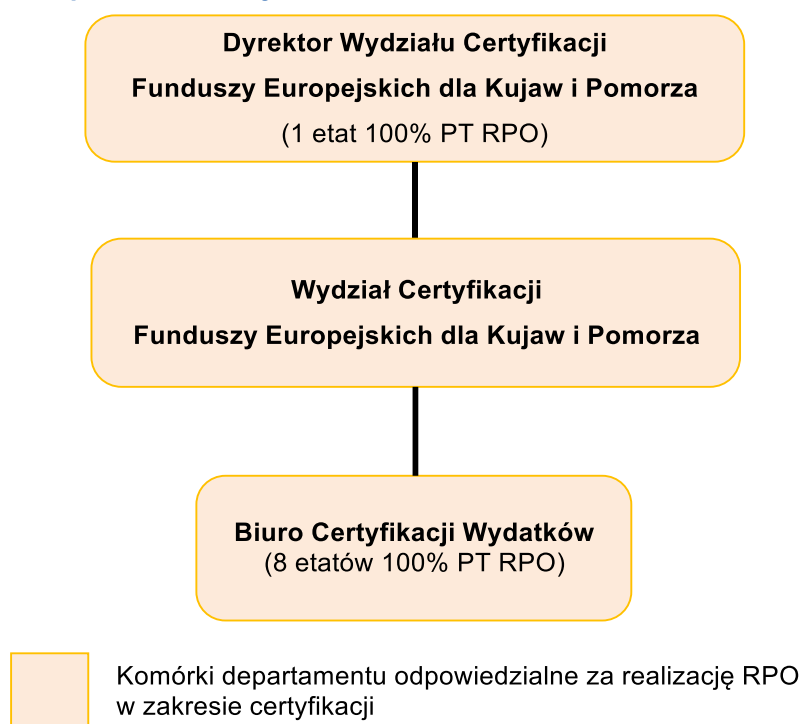 Dyrektor Wydziału Certyfikacji
Funduszy Europejskich dla Kujaw i Pomorza
(1 etat 100% PT RPO)
Wydział Certyfikacji
Funduszy Europejskich dla Kujaw i Pomorza
Biuro Certyfikacji Wydatków
(8 etatów 100% PT RPO)
Komórki departamentu odpowiedzialne za realizację RPO
w zakresie certyfikacji